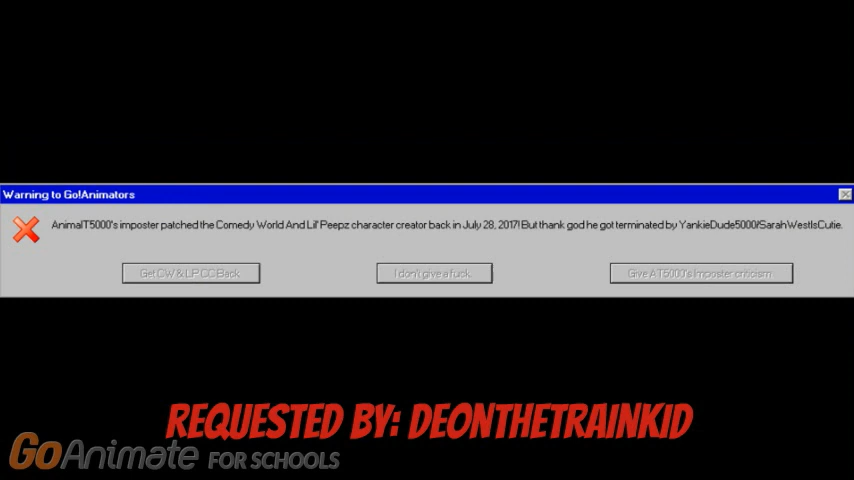 Warning to Go!Animators
AnimalT5000's imposter patched the Comedy World And Lil' Peepz character creator back in July 28, 2017! But thank god he got terminated by YankieDude5000/SarahWestIsCutie.
Get CW & LP CC Back
I don't give a fuck.
Give AT5000's Imposter criticism
REQUESTED BY: DEONTHETRAINKID
GoAnimate FOR SCHOOLS